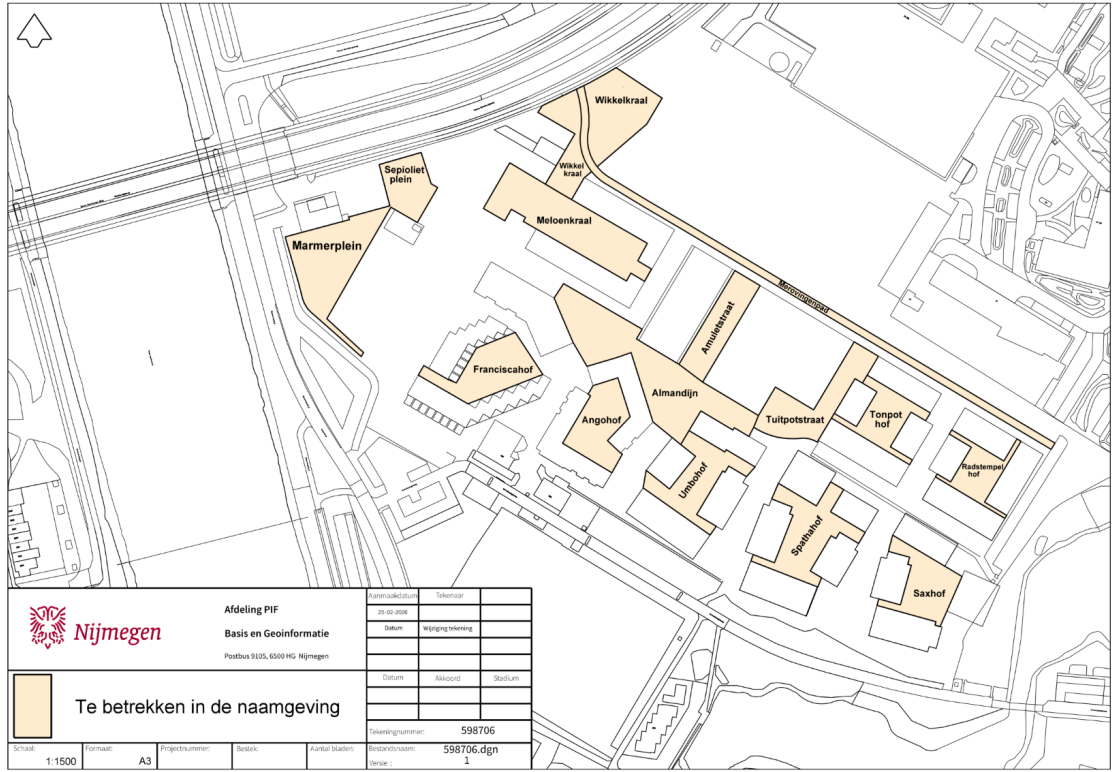 Wikkelkraal
Sepioliet
plein
Wikkel
kraal
Meloenkraal
Marmerplein
Merovingenpad
Amuletstraat
Franciscahof
Almandijn
Angohof
Tuitpotstraat
Tonpot
hof
Umbohof
Radstempel
hof
Spathahof
Saxhof
Nijmegen
Afdeling PIF
Basis en Geoinformatie
Postbus 9105, 6500 HG Nijmegen
Te betrekken in de naamgeving
Aanmaakdatum Tekenaar
25-02-2026
Datum Wijziging tekening
Datum Akkoord Stadium
Tekeningnummer: 598706
Schaal: 1:1500
Formaat: A3
Projectnummer:
Bestek:
Aantal bladen:
Bestandsnaam: 598706.dgn
Versie : 1